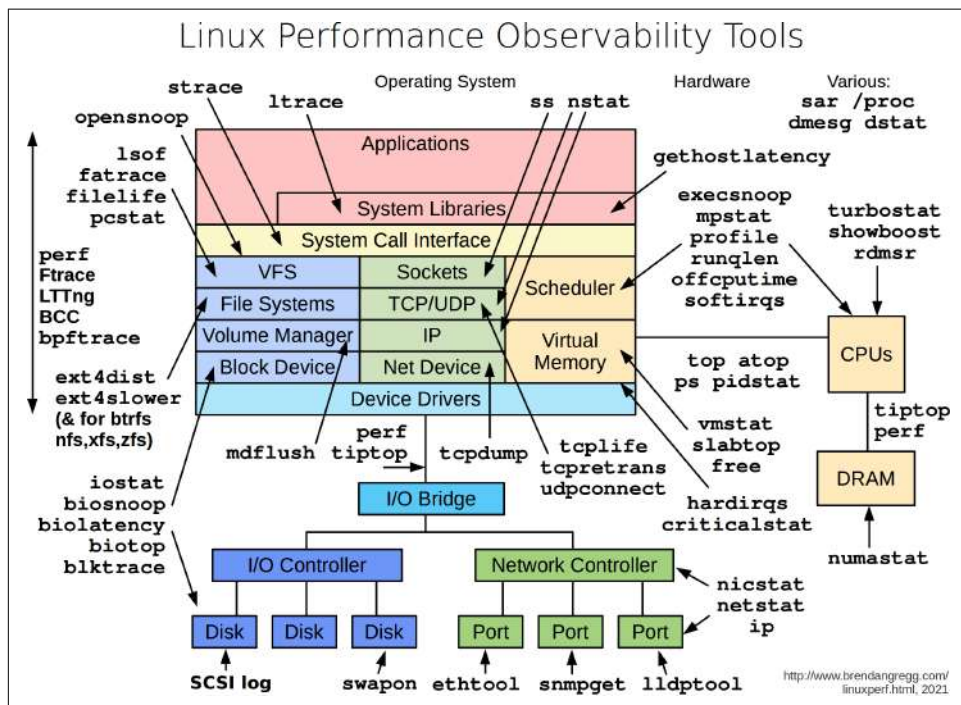 Linux Performance Observability Tools
Operating System
Hardware
Various:
sar /proc
dmesg dstat
strace
ltrace
ss nstat
opensnoop
lsof
fatrace
filelife
pcstat
perf
Ftrace
LTTng
BCC
bpftrace
ext4dist
ext4slower
(& for btrfs
nfs,xfs,zfs)
iostat
biosnoop
biolatency
biotop
blktrace
Applications
System Libraries
System Call Interface
VFS
Sockets
Scheduler
File Systems
TCP/UDP
Volume Manager
IP
Virtual
Memory
Block Device
Net Device
Device Drivers
gethostlatency
execsnoop
mpstat
profile
runqlen
offcputime
softirqs
turbostat
showboost
rdmsr
CPUs
top atop
ps pidstat
tiptop
perf
DRAM
numastat
vmstat
slabtop
free
hardirqs
criticalstat
mdflush
perf
tiptop
tcpdump
tcplife
tcpretrans
udpconnect
I/O Bridge
I/O Controller
Network Controller
nicstat
netstat
ip
Disk
Disk
Disk
Port
Port
Port
SCSI log
swapon
ethtool
snmpget
lldptool
http://www.brendangregg.com/
linuxperf.html, 2021